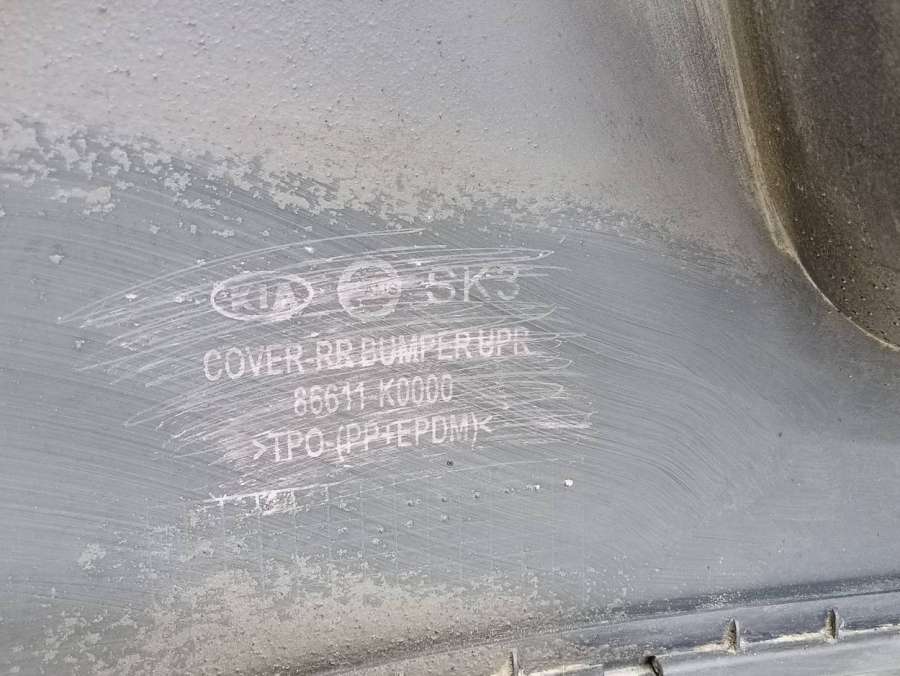 KIA SK3
COVER-RR BUMPER UPR
86611-K0000
>TPO-(PP+EPDM)<